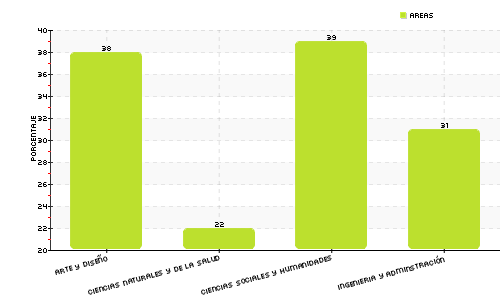 AREAS
PORCENTAJE
40
38
36
34
32
30
28
26
24
22
20
38
22
39
31
ARTE Y DISEÑO
CIENCIAS NATURALES Y DE LA SALUD
CIENCIAS SOCIALES Y HUMANIDADES
INGENIERIA Y ADMINSTRACIÓN